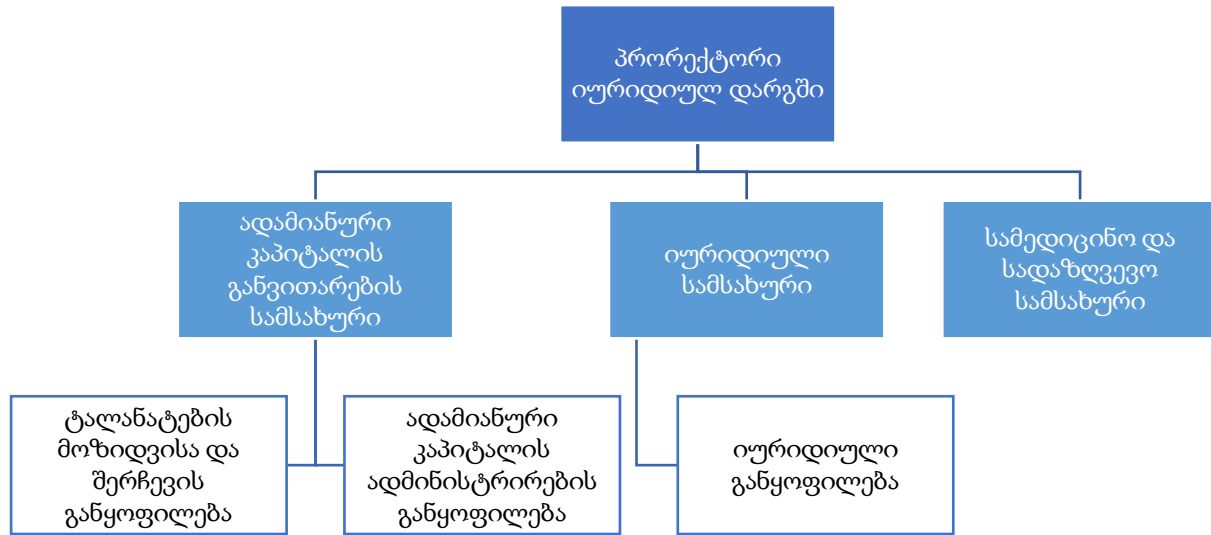 პრორექტორი
იურიდიულ დარგში
ადამიანური
კაპიტალის
განვითარების
სამსახური
იურიდიული
სამსახური
სამედიცინო და
სადაზღვევო
სამსახური
ტალანატების
მოზიდვისა და
შერჩევის
განყოფილება
ადამიანური
კაპიტალის
ადმინისტრირების
განყოფილება
იურიდიული
განყოფილება